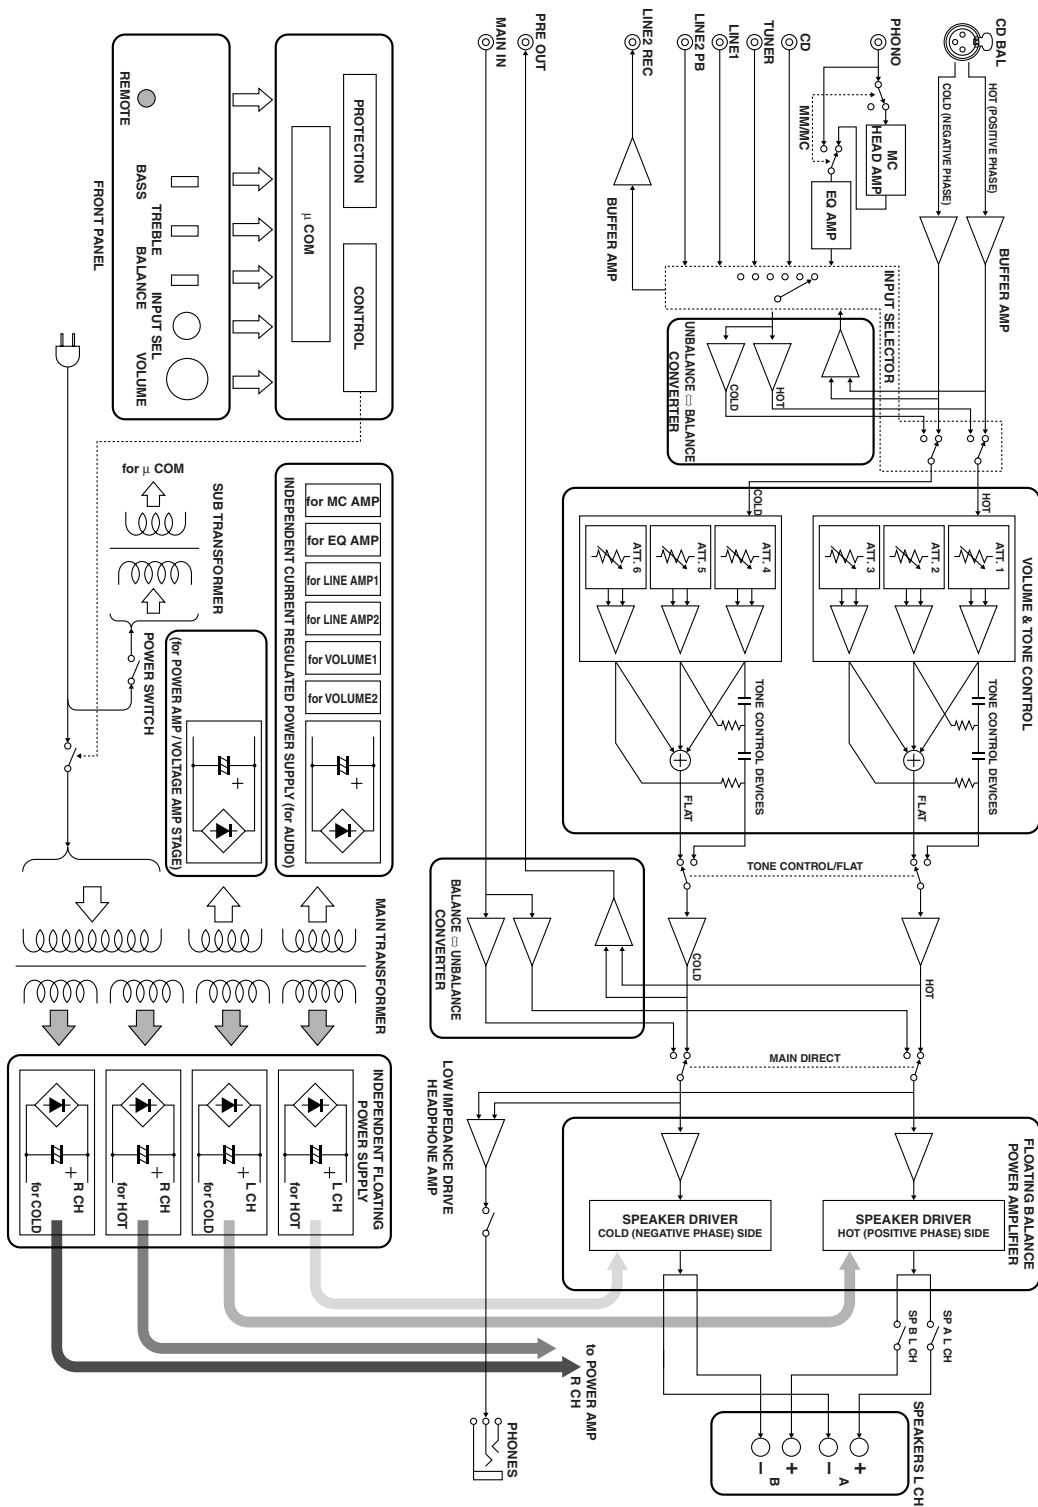 CD BAL
HOT (POSITIVE PHASE)
COLD (NEGATIVE PHASE)
PHONO
MM/MC
MC
HEAD AMP
EQ AMP
CD
TUNER
LINE1
LINE2 PB
LINE2 REC
PRE OUT
MAIN IN
BUFFER AMP
BUFFER AMP
INPUT SELECTOR
UNBALANCE ⇔ BALANCE
CONVERTER
HOT
COLD
HOT
COLD
VOLUME & TONE CONTROL
ATT. 1
ATT. 2
ATT. 3
ATT. 4
ATT. 5
ATT. 6
TONE CONTROL DEVICES
TONE CONTROL DEVICES
FLAT
FLAT
TONE CONTROL/FLAT
BALANCE ⇔ UNBALANCE
CONVERTER
HOT
COLD
MAIN DIRECT
LOW IMPEDANCE DRIVE
HEADPHONE AMP
FLOATING BALANCE
POWER AMPLIFIER
SPEAKER DRIVER
HOT (POSITIVE PHASE) SIDE
SPEAKER DRIVER
COLD (NEGATIVE PHASE) SIDE
SP A L CH
SP B L CH
SPEAKERS L CH
+
–
A
+
–
B
PHONES
to POWER AMP
R CH
PROTECTION
CONTROL
μ COM
REMOTE
BASS
TREBLE
BALANCE
INPUT SEL
VOLUME
FRONT PANEL
for μ COM
SUB TRANSFORMER
POWER SWITCH
for MC AMP
for EQ AMP
for LINE AMP1
for LINE AMP2
for VOLUME1
for VOLUME2
+
INDEPENDENT CURRENT REGULATED POWER SUPPLY (for AUDIO)
+
(for POWER AMP / VOLTAGE AMP STAGE)
MAIN TRANSFORMER
INDEPENDENT FLOATING
POWER SUPPLY
+
L CH
for HOT
+
L CH
for COLD
+
R CH
for HOT
+
R CH
for COLD